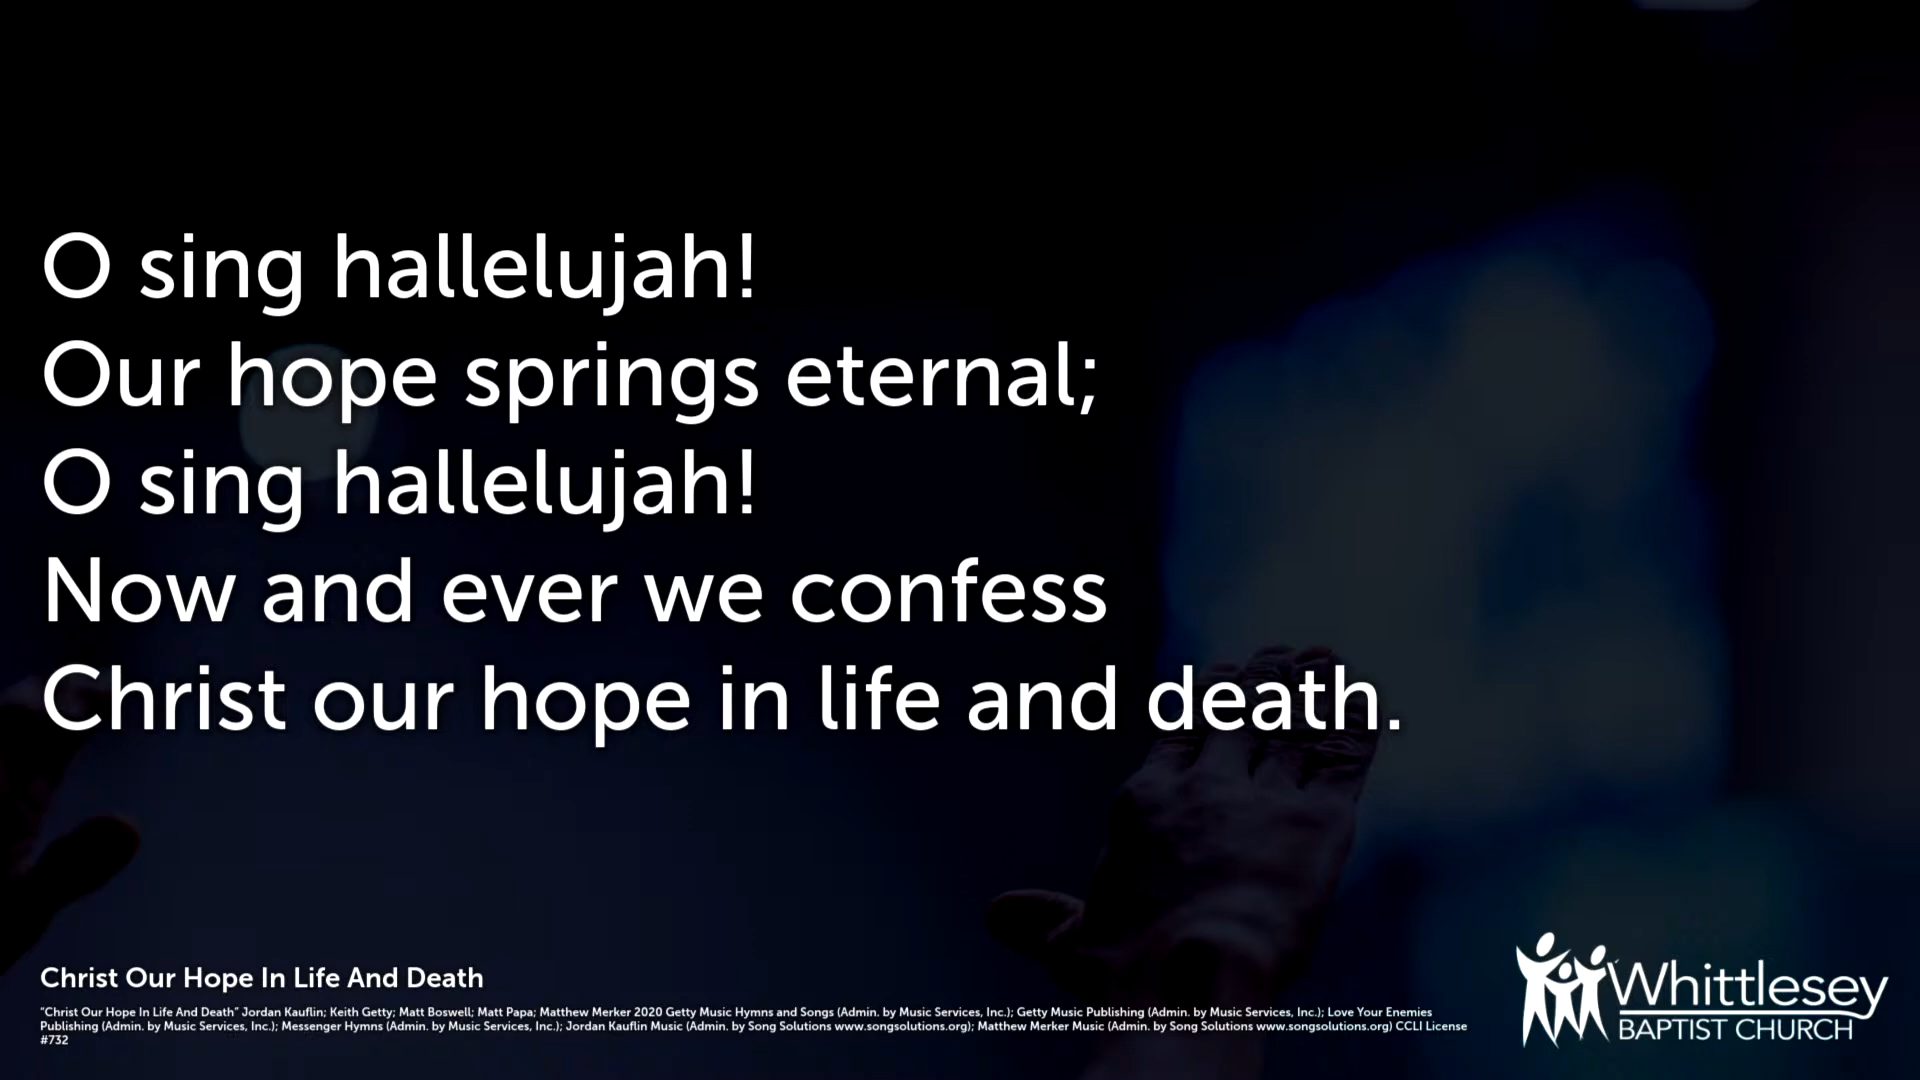 O sing hallelujah!
Our hope springs eternal;
O sing hallelujah!
Now and ever we confess
Christ our hope in life and death.
Christ Our Hope In Life And Death
"Christ Our Hope In Life And Death" Jordan Kauflin; Keith Getty; Matt Boswell; Matt Papa; Matthew Merker 2020 Getty Music Hymns and Songs (Admin. by Music Services, Inc.); Getty Music Publishing (Admin. by Music Services, Inc.); Love Your Enemies
Publishing (Admin. by Music Services, Inc.); Messenger Hymns (Admin. by Music Services, Inc.); Jordan Kauflin Music (Admin. by Song Solutions www.songsolutions.org); Matthew Merker Music (Admin. by Song Solutions www.songsolutions.org) CCLI License
#732
Whittlesey
BAPTIST CHURCH